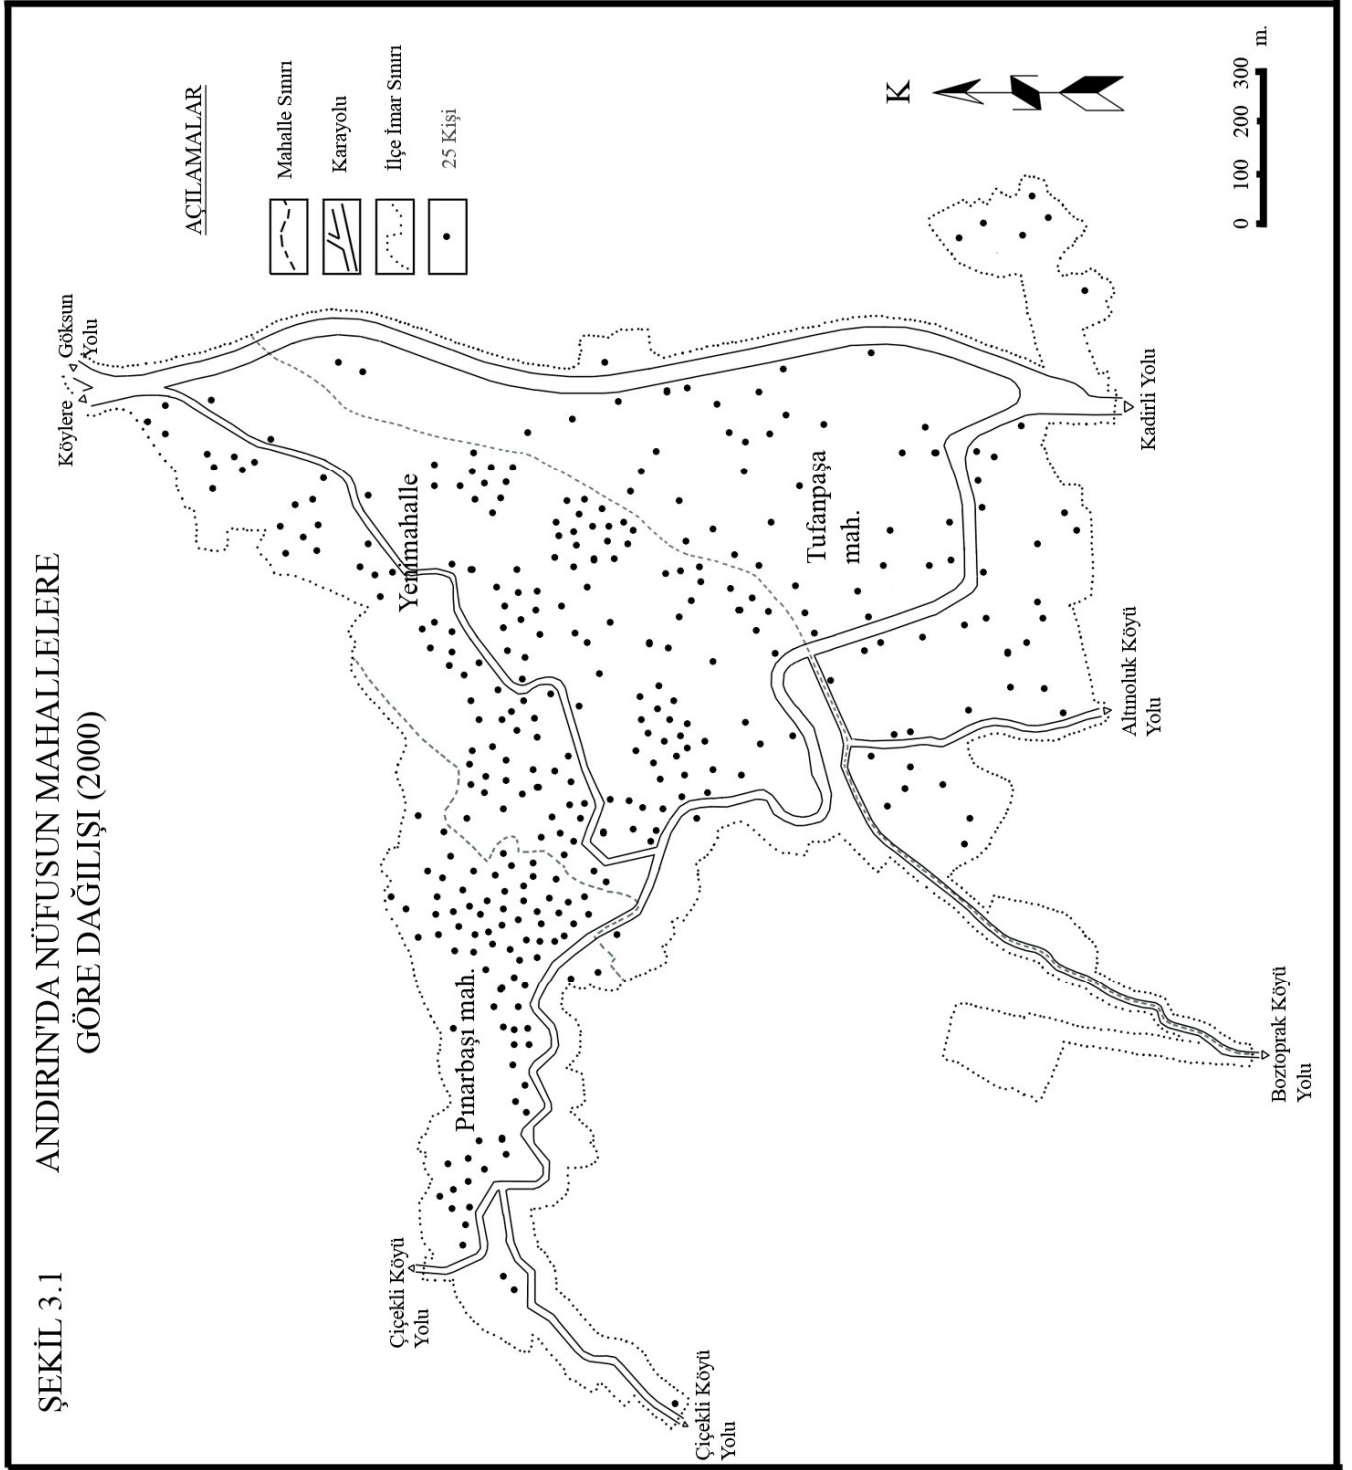 ŞEKİL 3.1
ANDIRIN'DA NÜFUSUN MAHALLELERE
GÖRE DAĞILIŞI (2000)
AÇILAMALAR
Mahalle Sınırı
Karayolu
İlçe İmar Sınırı
25 Kişi
Köylere
Göksun
Yolu
Yenimahalle
Tufanpaşa
mah.
Pınarbaşı mah.
Çiçekli Köyü
Yolu
Çiçekli Köyü
Yolu
Kadirli Yolu
Altınoluk Köyü
Yolu
Boztoprak Köyü
Yolu
K
0 100 200 300 m.